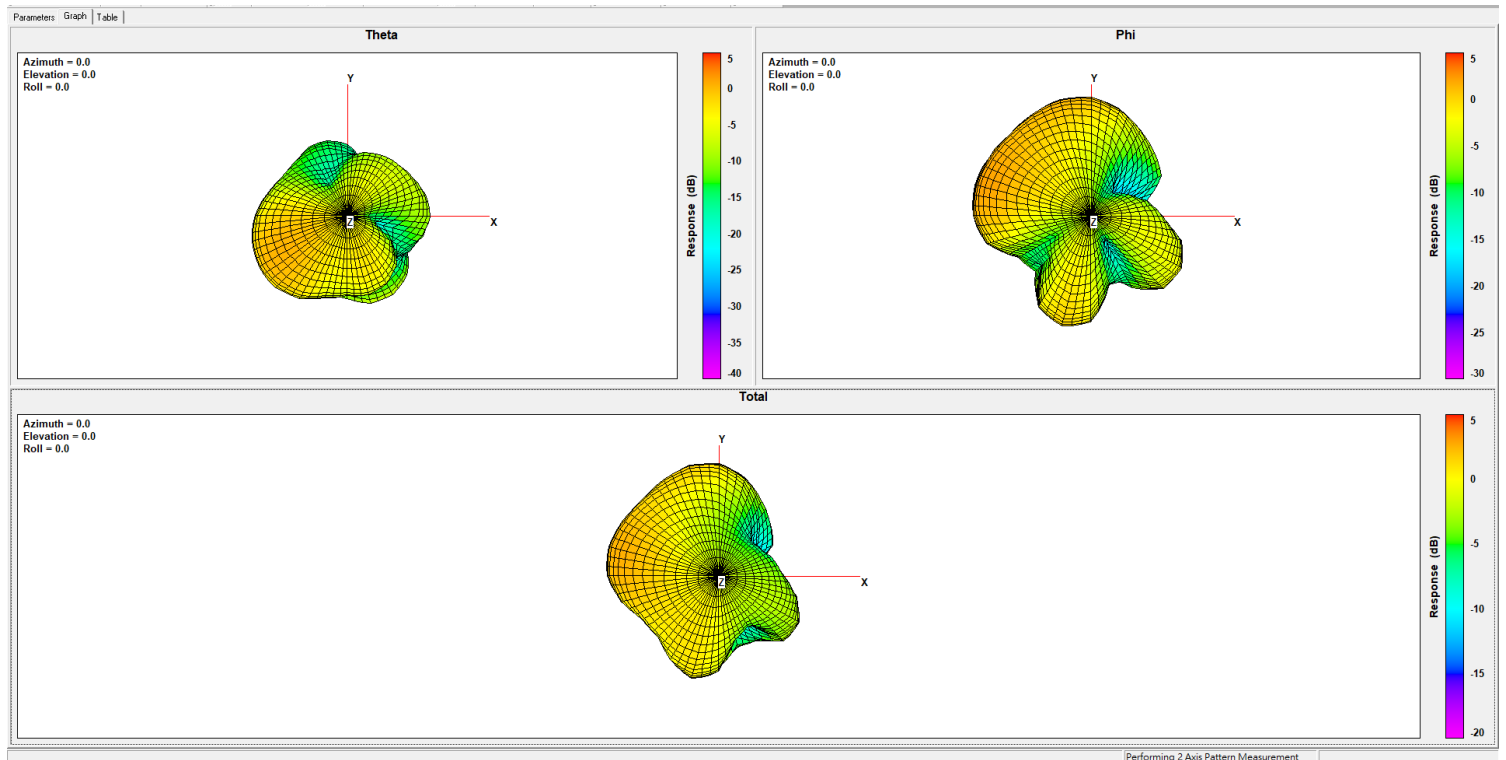 Parameters Graph Table
Theta
Azimuth = 0.0
Elevation = 0.0
Roll = 0.0
Y
X
Z
Response (dB)
5
0
-5
-10
-15
-20
-25
-30
-35
-40
Phi
Azimuth = 0.0
Elevation = 0.0
Roll = 0.0
Y
X
Z
Response (dB)
5
0
-5
-10
-15
-20
-25
-30
Total
Azimuth = 0.0
Elevation = 0.0
Roll = 0.0
Y
X
Z
Response (dB)
5
0
-5
-10
-15
-20
Performing 2 Axis Pattern Measurement